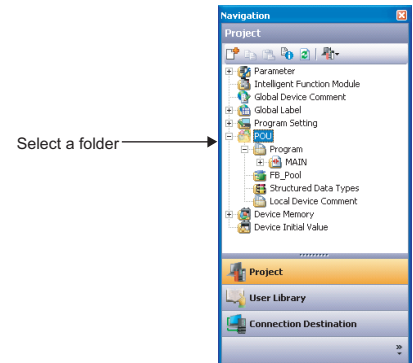 Navigation
Project
Parameter
Intelligent Function Module
Global Device Comment
Global Label
Program Setting
POU
Program
MAIN
FB_Pool
Structured Data Types
Local Device Comment
Device Memory
Device Initial Value
Select a folder
Project
User Library
Connection Destination